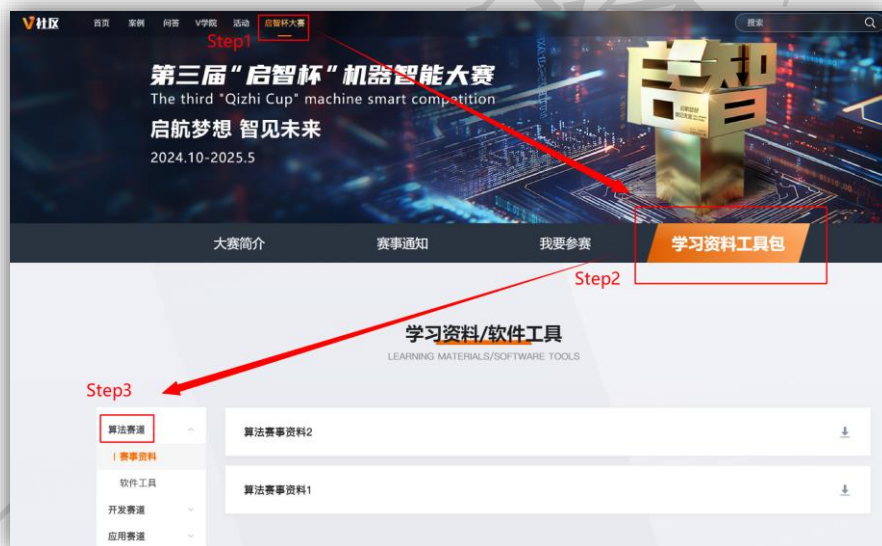 V社区 首页 案例 问答 V学院 活动 启智杯大赛 搜索
Step1
第三届“启智杯”机器智能大赛
The third "Qizhi Cup" machine smart competition
启航梦想 智见未来
2024.10-2025.5
大赛简介 赛事通知 我要参赛 学习资料工具包
Step2
学习资料/软件工具
LEARNING MATERIALS/SOFTWARE TOOLS
Step3
算法赛道
赛事资料
软件工具
开发赛道
应用赛道
算法赛事资料2
算法赛事资料1